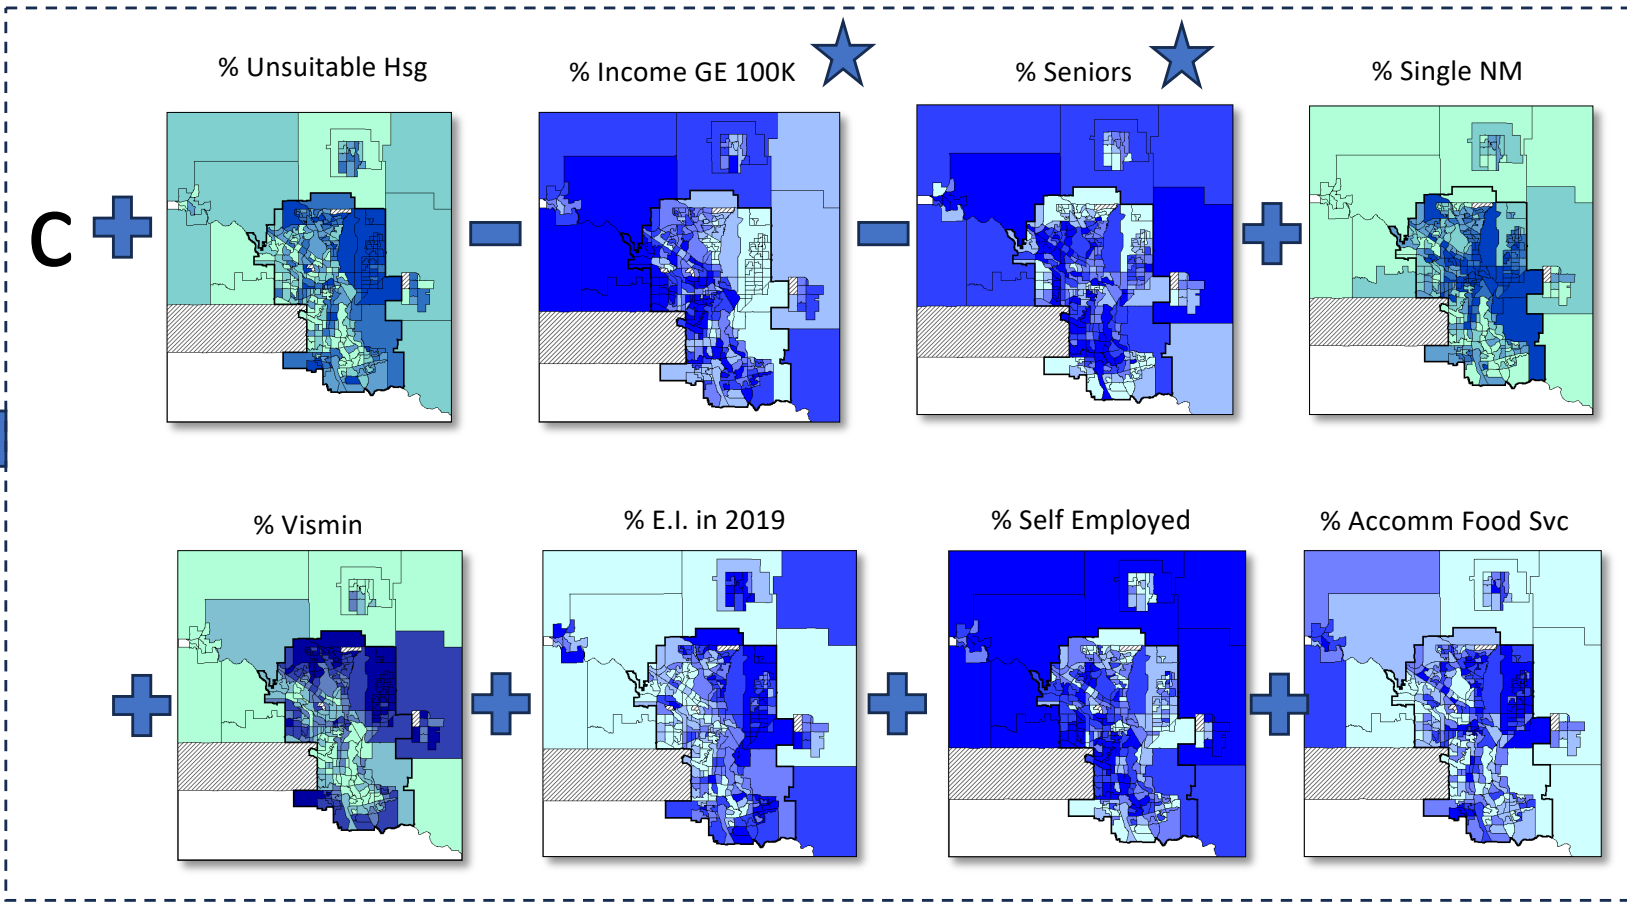 % Unsuitable Hsg
% Income GE 100K
% Seniors
% Single NM
C
% Vismin
% E.I. in 2019
% Self Employed
% Accomm Food Svc